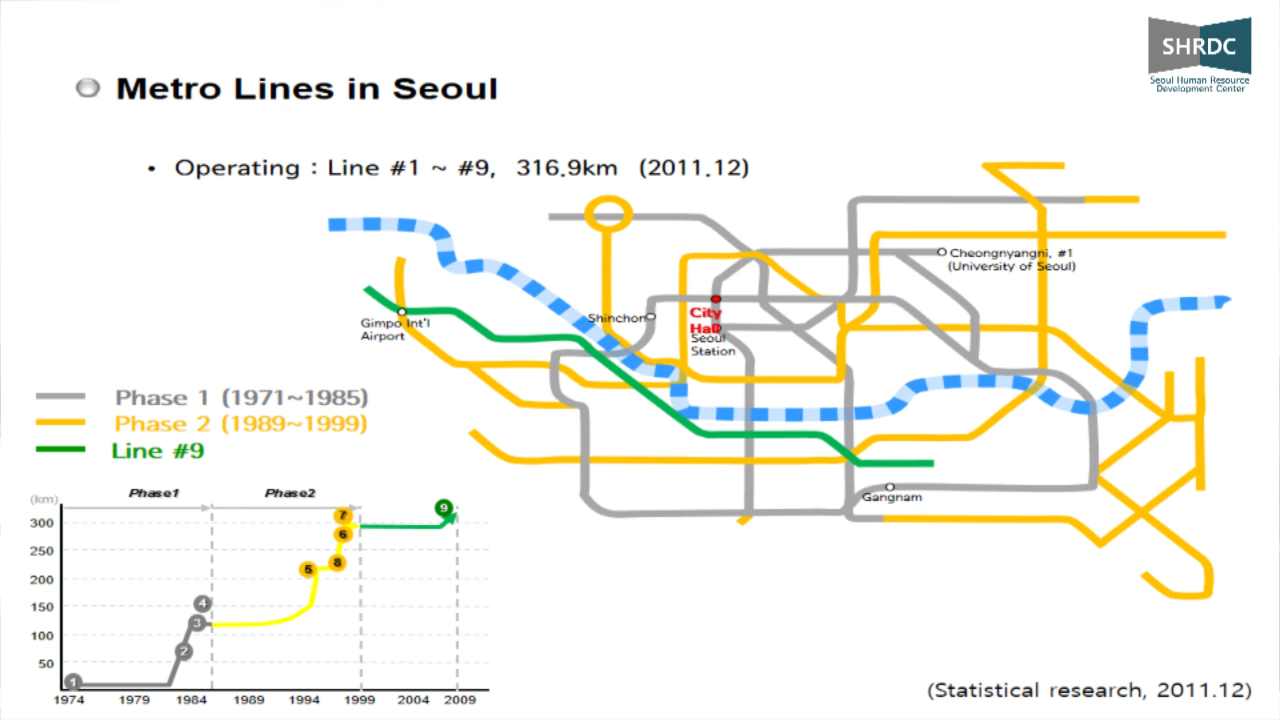 SHRDC
Seoul Human Resource
Development Center
Metro Lines in Seoul
• Operating : Line #1 ~ #9, 316.9km (2011.12)
Cheongnyangni, #1
(University of Seoul)
Shinchon
City
Hall
Seoul
Station
Gimpo Int'l
Airport
Gangnam
Phase 1 (1971~1985)
Phase 2 (1989~1999)
Line #9
(km)
Phase1
Phase2
300
250
200
150
100
50
1
2
3
4
5
8
6
7
9
1974
1979
1984
1989
1994
1999
2004
2009
(Statistical research, 2011.12)